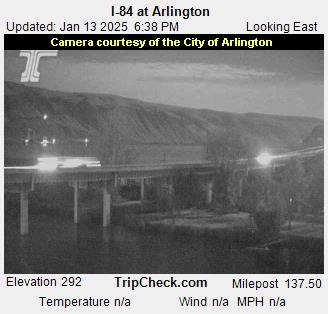 I-84 at Arlington
Updated: Jan 13 2025 6:38 PM Looking East
Camera courtesy of the City of Arlington
Elevation 292 TripCheck.com Milepost 137.50
Temperature n/a Wind n/a MPH n/a